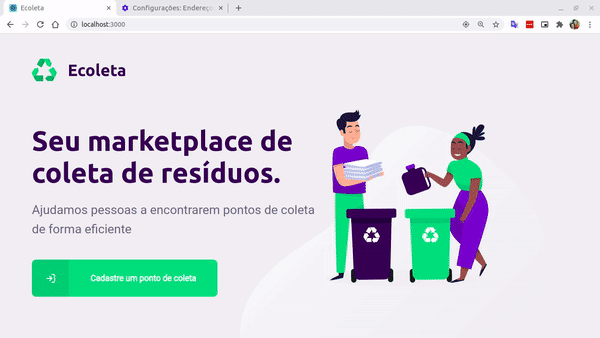 Ecoleta
Configurações: Endereço
localhost:3000
Ecoleta
Seu marketplace de
coleta de resíduos.
Ajudamos pessoas a encontrarem pontos de coleta
de forma eficiente
Cadastre um ponto de coleta